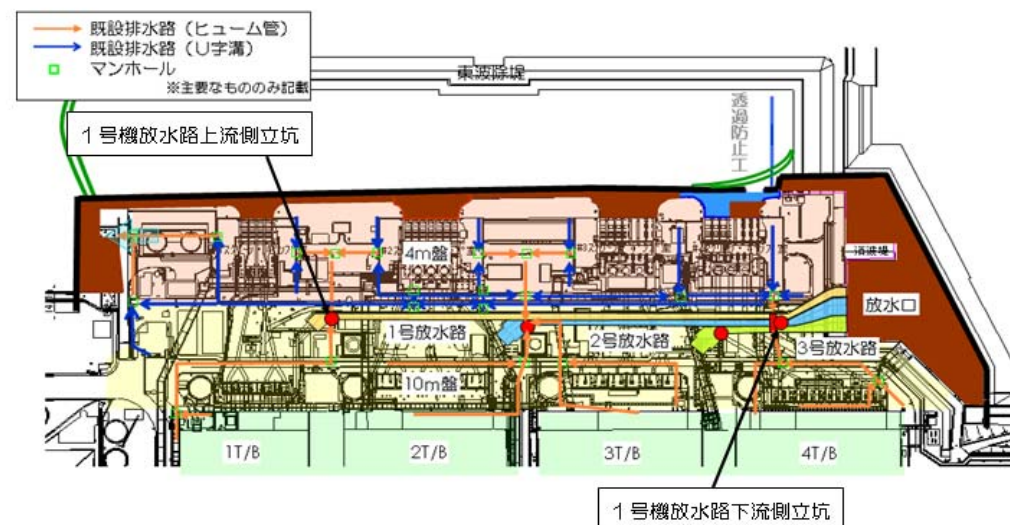 既設排水路（ヒューム管）
既設排水路（U字溝）
マンホール
※主要なもののみ記載
東波除堤
透過防止工
１号機放水路上流側立坑
4m盤
消波堤
放水口
1号放水路
2号放水路
3号放水路
10m盤
1T/B
2T/B
3T/B
4T/B
１号機放水路下流側立坑